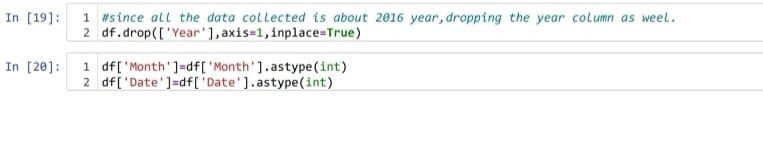 In [19]: 1 #since all the data collected is about 2016 year,dropping the year column as weel.
2 df.drop(['Year'],axis=1,inplace=True)
In [20]: 1 df['Month']=df['Month'].astype(int)
2 df['Date']=df['Date'].astype(int)